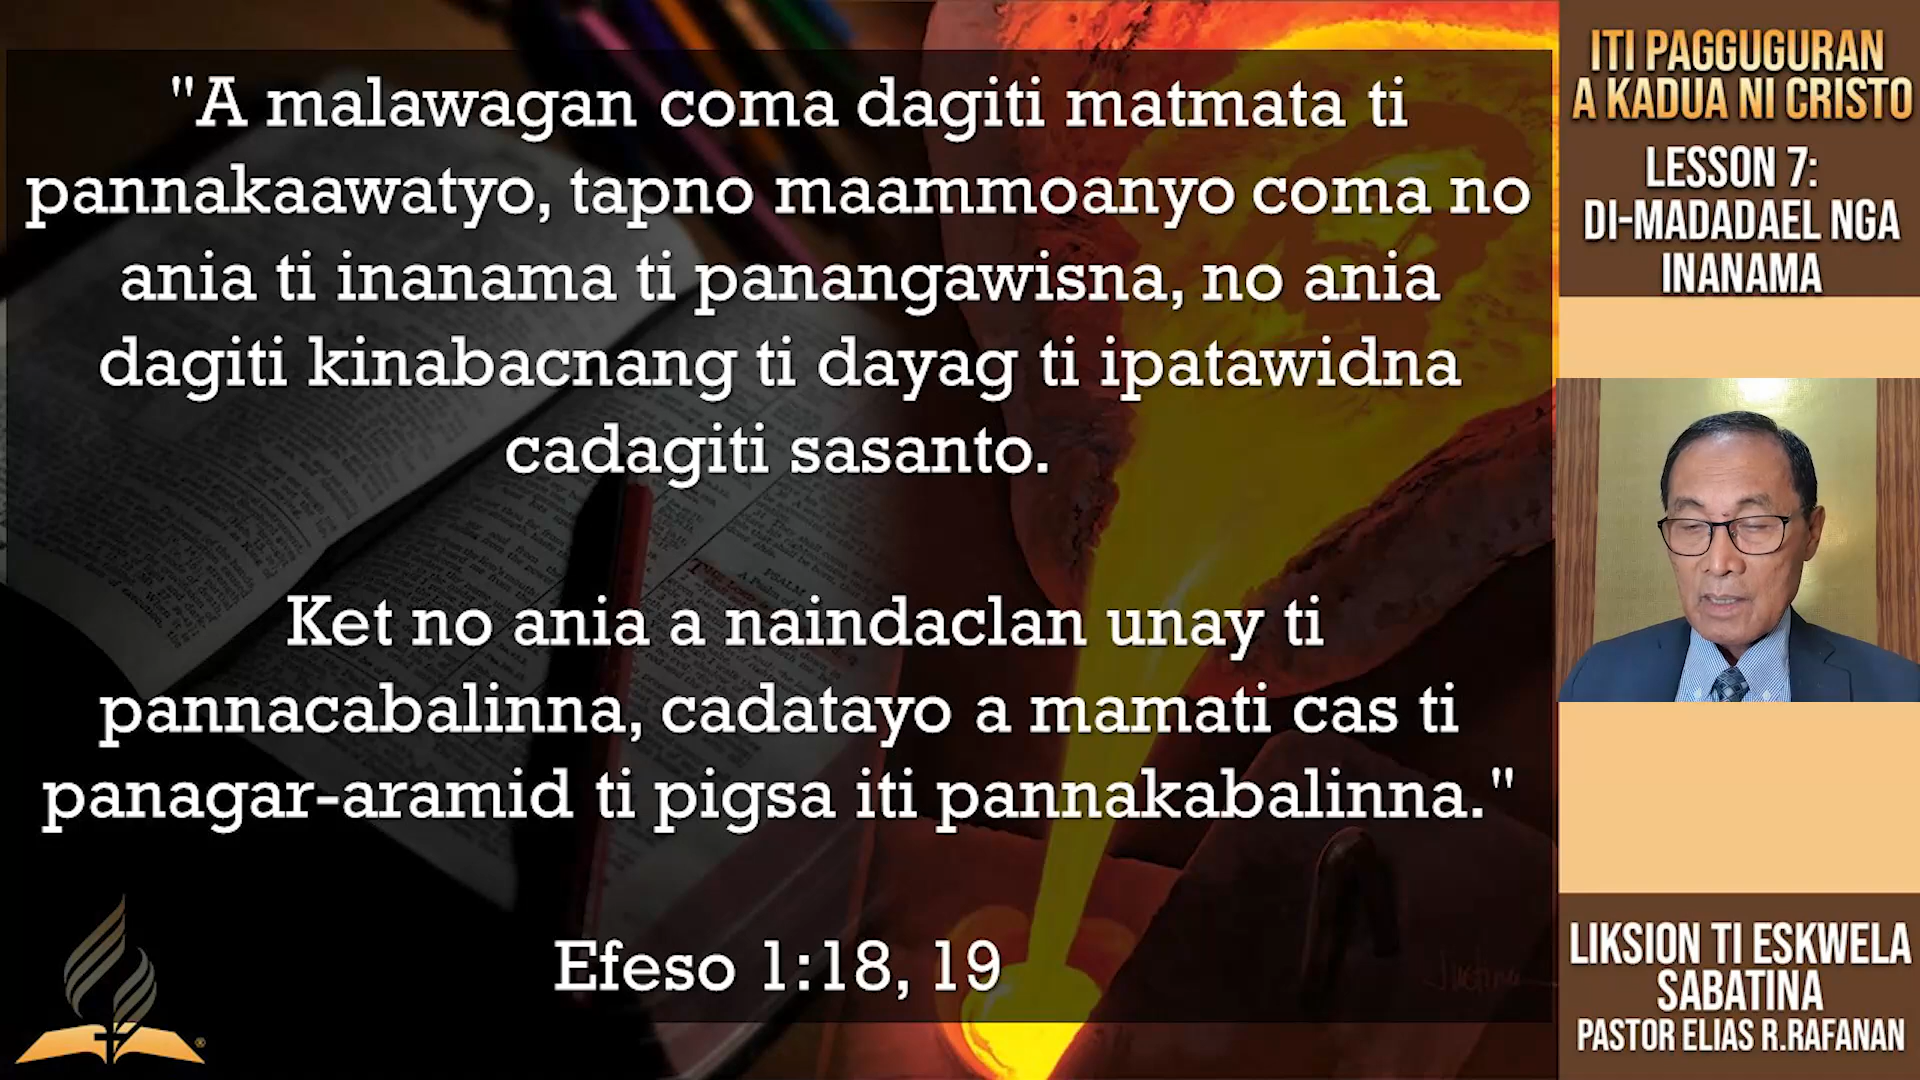 "A malawagan coma dagiti matmata ti
pannakaawatyo, tapno maammoanyo coma no
ania ti inanama ti panangawisna, no ania
dagiti kinabacnang ti dayag ti ipatawidna
cadagiti sasanto.
Ket no ania a naindaclan unay ti
pannacabalinna, cadatayo a mamati cas ti
panagar-aramid ti pigsa iti pannakabalinna."
Efeso 1:18, 19
ITI PAGGUGURAN
A KADUA NI CRISTO
LESSON 7:
DI-MADADAEL NGA
INANAMA
LIKSION TI ESKWELA
SABATINA
PASTOR ELIAS R.RAFANAN